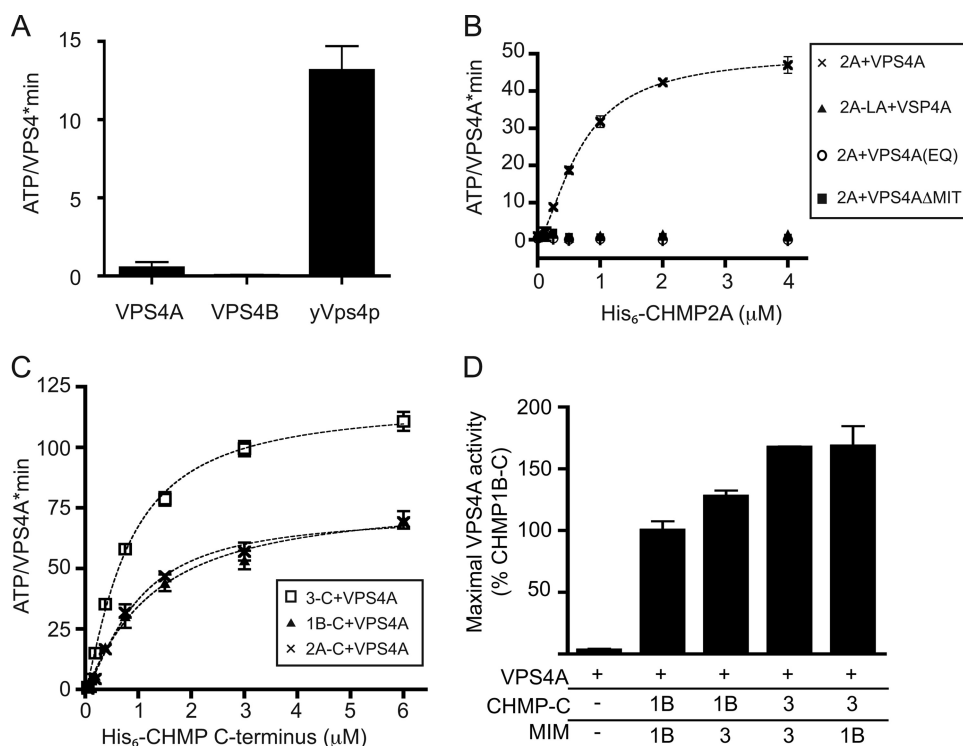 A
ATP/VPS4*min
15
10
5
0
VPS4A VPS4B yVps4p
B
ATP/VPS4A*min
50
40
30
20
10
0
0 1 2 3 4
His₆-CHMP2A (μM)
2A+VPS4A
2A-LA+VSP4A
2A+VPS4A(EQ)
2A+VPS4AΔMIT
C
ATP/VPS4A*min
125
100
75
50
25
0
0 1 2 3 4 5 6
His₆-CHMP C-terminus (μM)
3-C+VPS4A
1B-C+VPS4A
2A-C+VPS4A
D
Maximal VPS4A activity
(% CHMP1B-C)
200
150
100
50
VPS4A + + + + +
CHMP-C - 1B 1B 3 3
MIM - 1B 3 3 1B